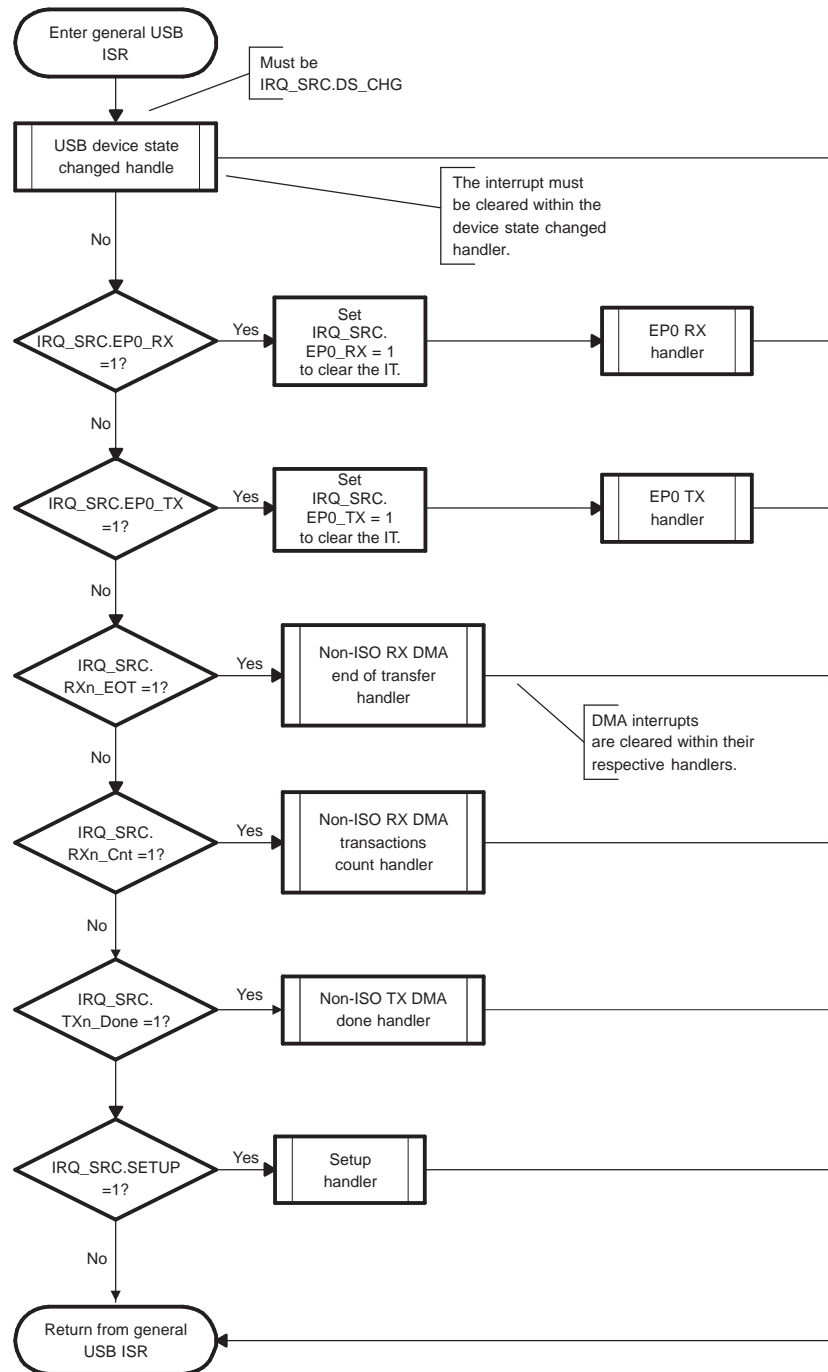 Enter general USB
ISR
Must be
IRQ_SRC.DS_CHG
USB device state
changed handle
The interrupt must
be cleared within the
device state changed
handler.
No
IRQ_SRC.EP0_RX
=1?
Yes
Set
IRQ_SRC.
EP0_RX = 1
to clear the IT.
EP0 RX
handler
No
IRQ_SRC.EP0_TX
=1?
Yes
Set
IRQ_SRC.
EP0_TX = 1
to clear the IT.
EP0 TX
handler
No
IRQ_SRC.
RXn_EOT =1?
Yes
Non-ISO RX DMA
end of transfer
handler
DMA interrupts
are cleared within their
respective handlers.
No
IRQ_SRC.
RXn_Cnt =1?
Yes
Non-ISO RX DMA
transactions
count handler
No
IRQ_SRC.
TXn_Done =1?
Yes
Non-ISO TX DMA
done handler
IRQ_SRC.SETUP
=1?
Yes
Setup
handler
No
Return from general
USB ISR